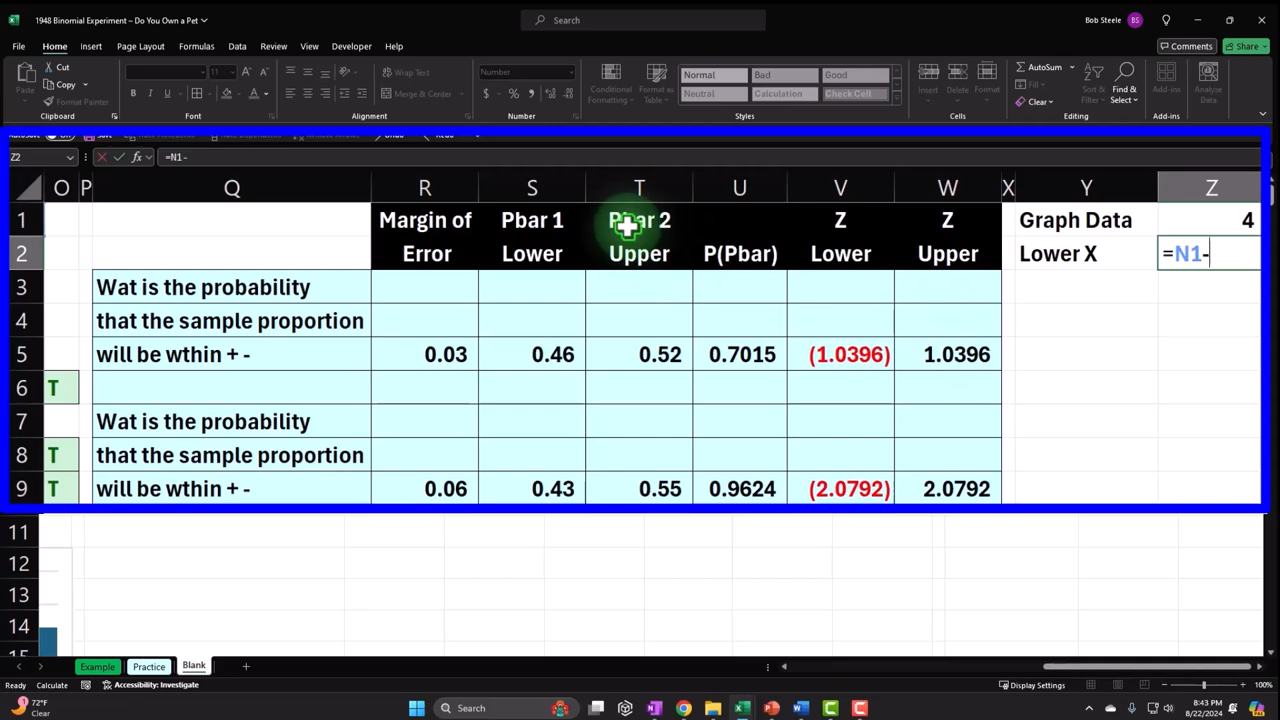 1948 Binomial Experiment – Do You Own a Pet
Search
Bob Steele
BS
File Home Insert Page Layout Formulas Data Review View Developer Help
Comments
Share
Paste
Cut
Copy
Format Painter
Clipboard
11
B I U
Font
Wrap Text
Merge & Center
Alignment
Number
Number
Conditional Formatting
Format as Table
Normal Bad Good
Neutral Calculation Check Cell
Styles
Insert Delete Format
Cells
AutoSum
Clear
Sort & Filter
Find & Select
Editing
Add-ins
Add-ins
Analyze Data
Z2 fx =N1-
O P Q R S T U V W X Y Z
1 Margin of Pbar 1 Pbar 2 Z Z Graph Data 4
2 Error Lower Upper P(Pbar) Lower Upper Lower X =N1-
3 Wat is the probability
4 that the sample proportion
5 will be wthin + - 0.03 0.46 0.52 0.7015 (1.0396) 1.0396
6 T
7 Wat is the probability
8 T that the sample proportion
9 T will be wthin + - 0.06 0.43 0.55 0.9624 (2.0792) 2.0792
11
12
13
14
Example Practice Blank
Ready Calculate Accessibility: Investigate
Display Settings
100%
72°F
Clear
Search
8:43 PM
8/22/2024